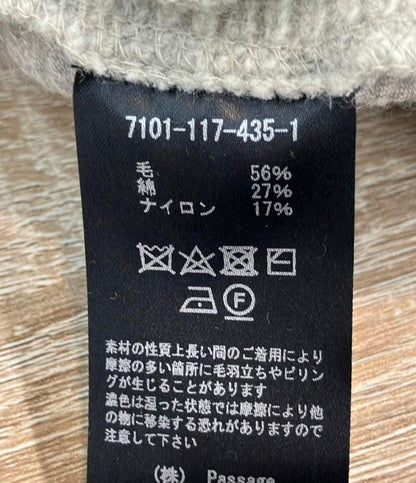 7101-117-435-1
毛 56%
綿 27%
ナイロン 17%
F
素材の性質上長い間のご着用により
摩擦の多い箇所に毛羽立ちやピリン
グが生じることがあります
濃色は湿った状態では摩擦により他
の物に移染する恐れがありますので
注意して下さい
(株) Passage